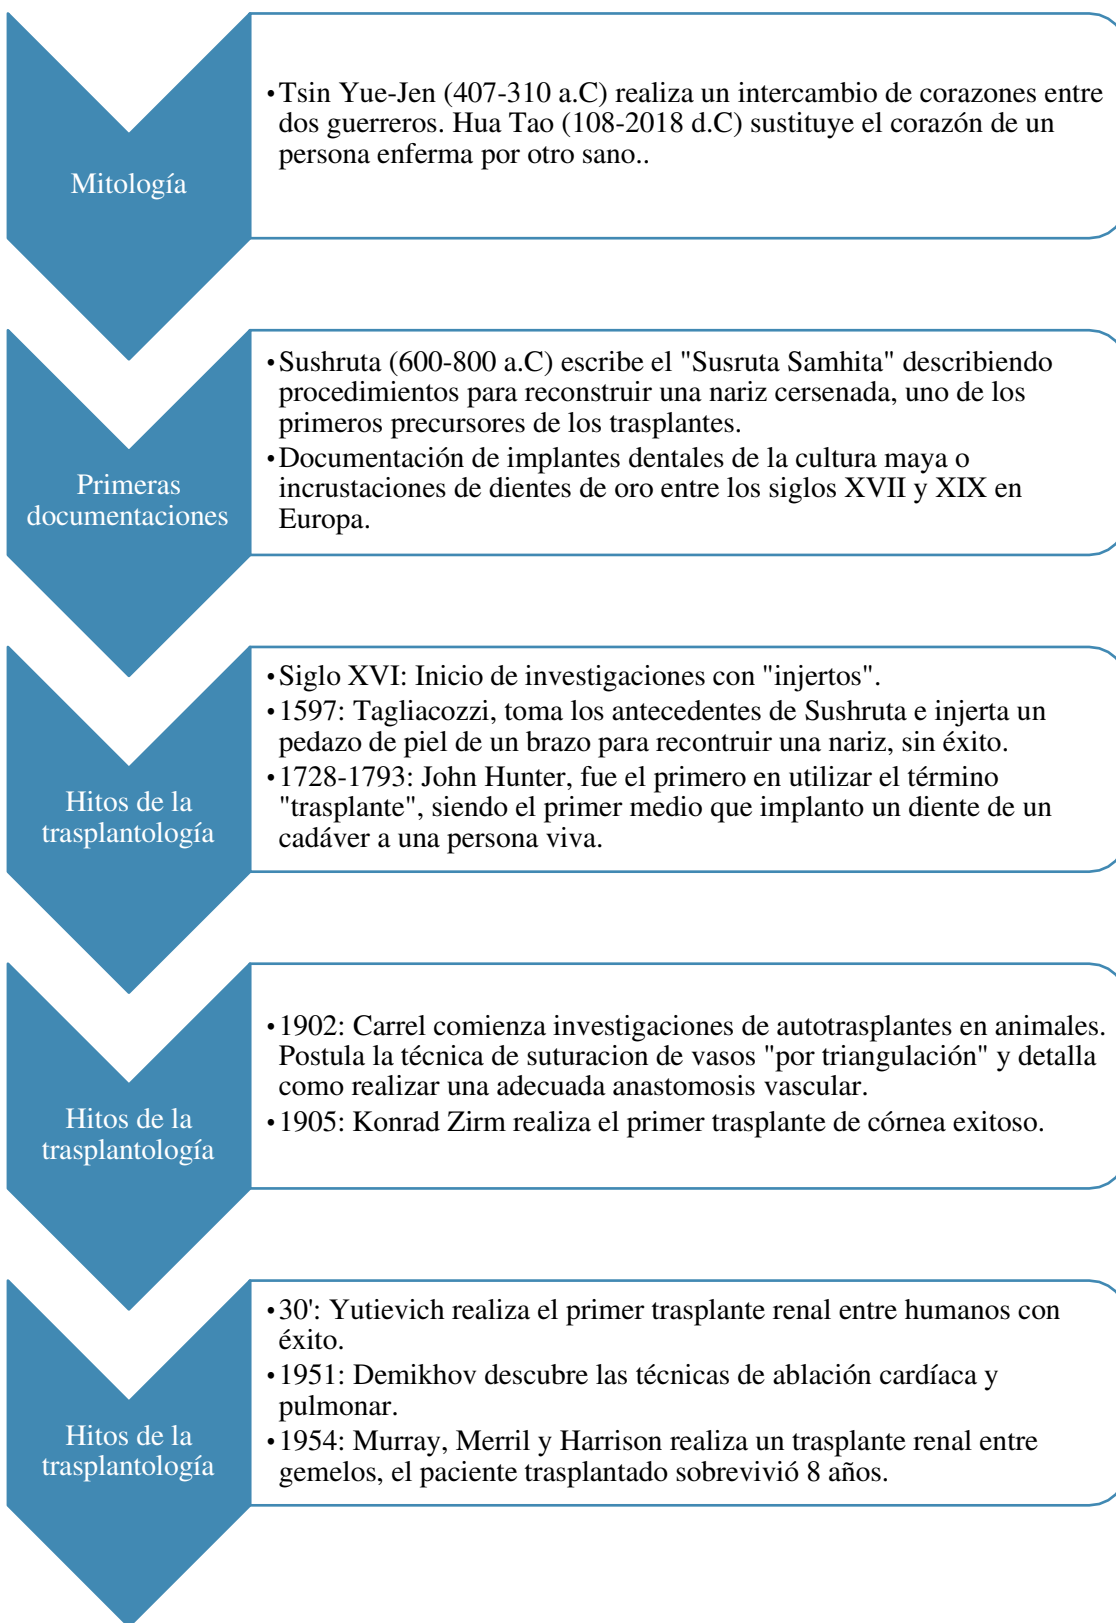 Mitología
•Tsin Yue-Jen (407-310 a.C) realiza un intercambio de corazones entre
dos guerreros. Hua Tao (108-2018 d.C) sustituye el corazón de un
persona enferma por otro sano..
Primeras
documentaciones
•Sushruta (600-800 a.C) escribe el "Susruta Samhita" describiendo
procedimientos para reconstruir una nariz cersenada, uno de los
primeros precursores de los trasplantes.
•Documentación de implantes dentales de la cultura maya o
incrustaciones de dientes de oro entre los siglos XVII y XIX en
Europa.
Hitos de la
trasplantología
•Siglo XVI: Inicio de investigaciones con "injertos".
•1597: Tagliacozzi, toma los antecedentes de Sushruta e injerta un
pedazo de piel de un brazo para recontruir una nariz, sin éxito.
•1728-1793: John Hunter, fue el primero en utilizar el término
"trasplante", siendo el primer medio que implanto un diente de un
cadáver a una persona viva.
Hitos de la
trasplantología
•1902: Carrel comienza investigaciones de autotrasplantes en animales.
Postula la técnica de suturacion de vasos "por triangulación" y detalla
como realizar una adecuada anastomosis vascular.
•1905: Konrad Zirm realiza el primer trasplante de córnea exitoso.
Hitos de la
trasplantología
•30': Yutievich realiza el primer trasplante renal entre humanos con
éxito.
•1951: Demikhov descubre las técnicas de ablación cardíaca y
pulmonar.
•1954: Murray, Merril y Harrison realiza un trasplante renal entre
gemelos, el paciente trasplantado sobrevivió 8 años.